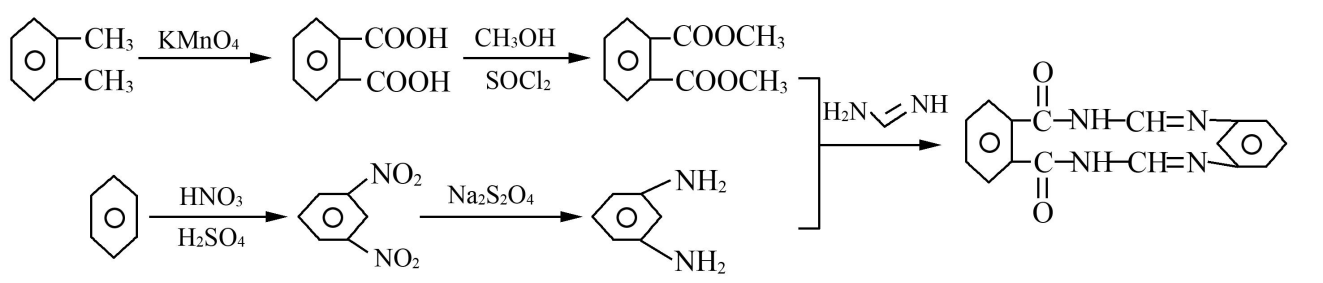 CH₃ KMnO₄ COOH CH₃OH COOCH₃
CH₃ COOH SOCl₂ COOCH₃
H₂N NH
O
C NH CH=N
C NH CH=N
O
HNO₃ NO₂ Na₂S₂O₄ NH₂
H₂SO₄ NO₂ NH₂